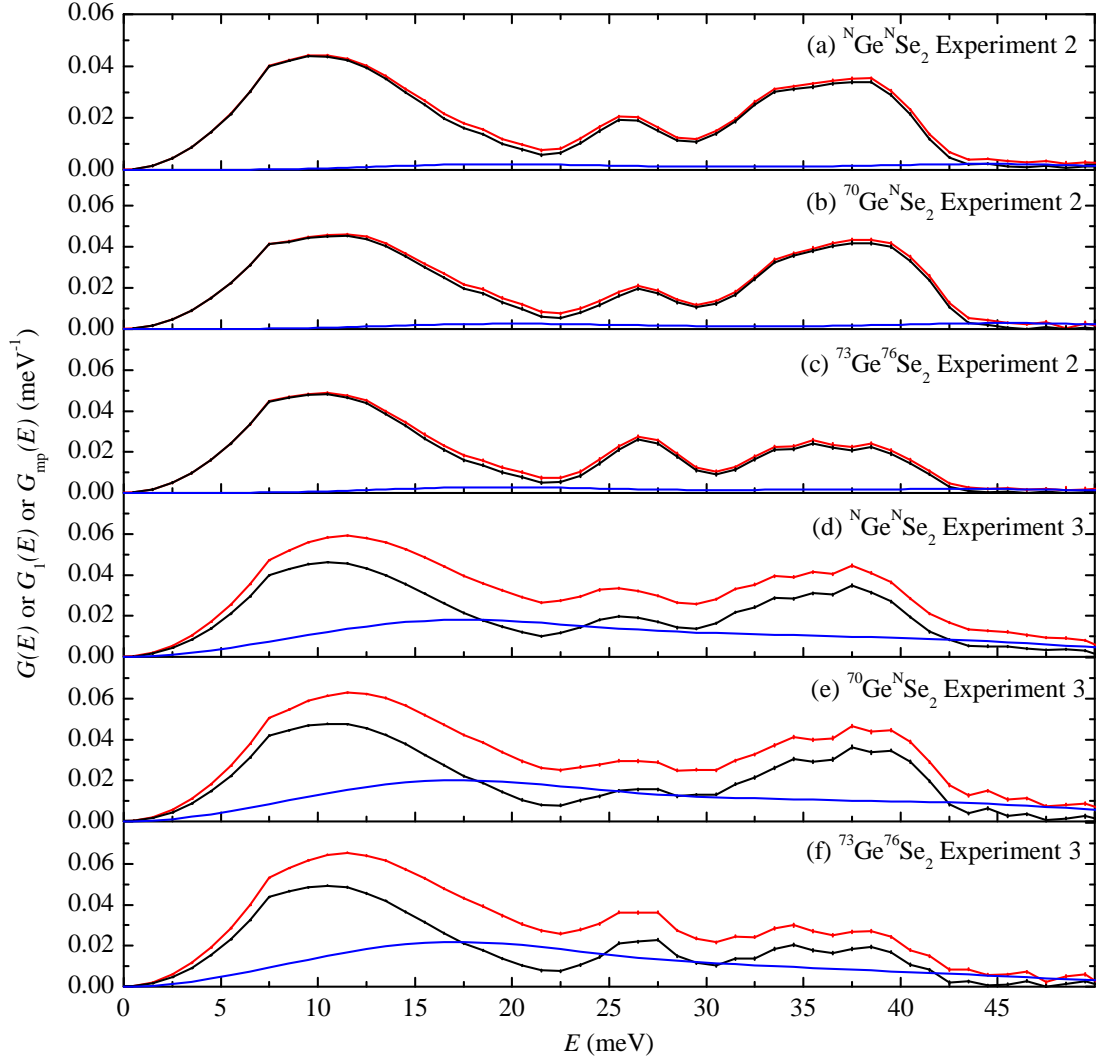 0.06
(a) ᴺGeᴺSe₂ Experiment 2
0.04
0.02
0.00
(b) ⁷⁰GeᴺSe₂ Experiment 2
0.06
0.04
0.02
0.00
(c) ⁷³Ge⁷⁶Se₂ Experiment 2
0.06
0.04
0.02
0.00
(d) ᴺGeᴺSe₂ Experiment 3
0.06
0.04
0.02
0.00
(e) ⁷⁰GeᴺSe₂ Experiment 3
0.06
0.04
0.02
0.00
(f) ⁷³Ge⁷⁶Se₂ Experiment 3
0.06
0.04
0.02
0.00
G(E) or G₁(E) or Gₘₚ(E) (meV⁻¹)
0 5 10 15 20 25 30 35 40 45
E (meV)